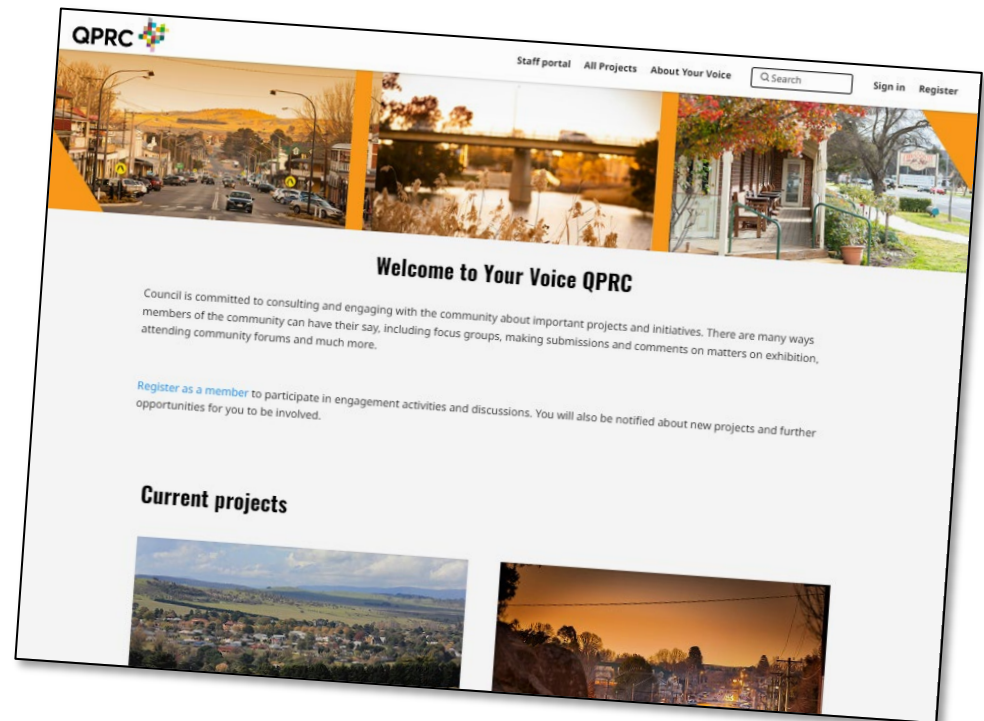 QPRC
Staff portal All Projects About Your Voice Search Sign in Register
Welcome to Your Voice QPRC
Council is committed to consulting and engaging with the community about important projects and initiatives. There are many ways
members of the community can have their say, including focus groups, making submissions and comments on matters on exhibition,
attending community forums and much more.
Register as a member to participate in engagement activities and discussions. You will also be notified about new projects and further
opportunities for you to be involved.
Current projects